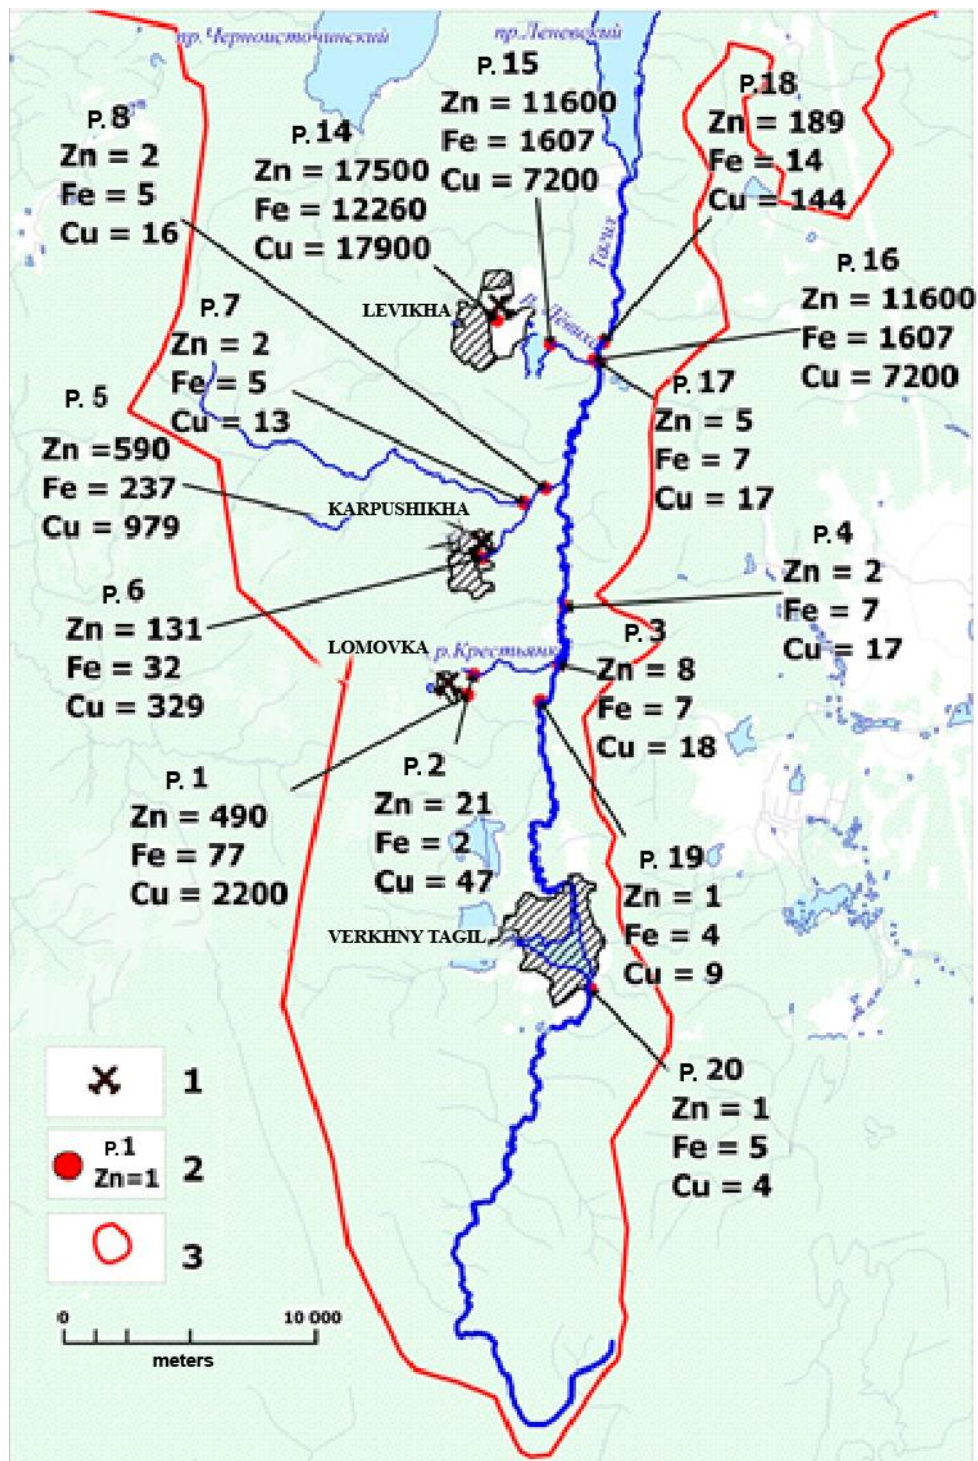 пр.Черноисточинский
пр.Леневский
P. 15
Zn = 11600
Fe = 1607
Cu = 7200
P.18
Zn = 189
Fe = 14
Cu = 144
P. 8
Zn = 2
Fe = 5
Cu = 16
P. 14
Zn = 17500
Fe = 12260
Cu = 17900
Тагил
P. 16
Zn = 11600
Fe = 1607
Cu = 7200
LEVIKHA
р. Лёвиха
P. 7
Zn = 2
Fe = 5
Cu = 13
P. 17
Zn = 5
Fe = 7
Cu = 17
P. 5
Zn =590
Fe = 237
Cu = 979
KARPUSHIKHA
P. 4
Zn = 2
Fe = 7
Cu = 17
P. 6
Zn = 131
Fe = 32
Cu = 329
LOMOVKA
р.Крестьянк
P. 3
Zn = 8
Fe = 7
Cu = 18
P. 1
Zn = 490
Fe = 77
Cu = 2200
P. 2
Zn = 21
Fe = 2
Cu = 47
P. 19
Zn = 1
Fe = 4
Cu = 9
VERKHNY TAGIL
P. 20
Zn = 1
Fe = 5
Cu = 4
1
P.1
Zn=1
2
3
0 10 000
meters